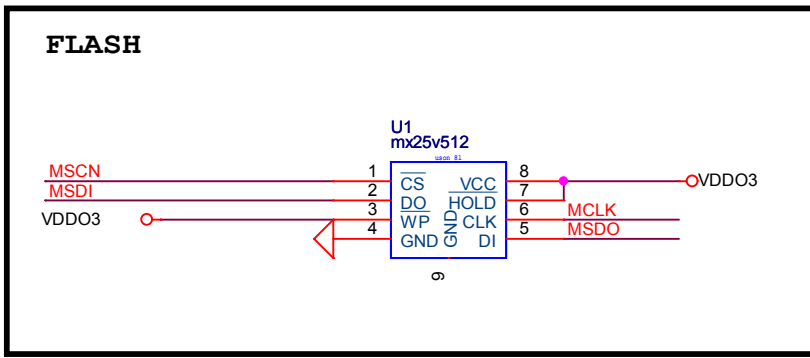 FLASH
U1
mx25v512
uson 8l
MSCN 1 CS VCC 8 VDDO3
MSDI 2 DO HOLD 7
VDDO3 3 WP CLK 6 MCLK
4 GND GND DI 5 MSDO
9